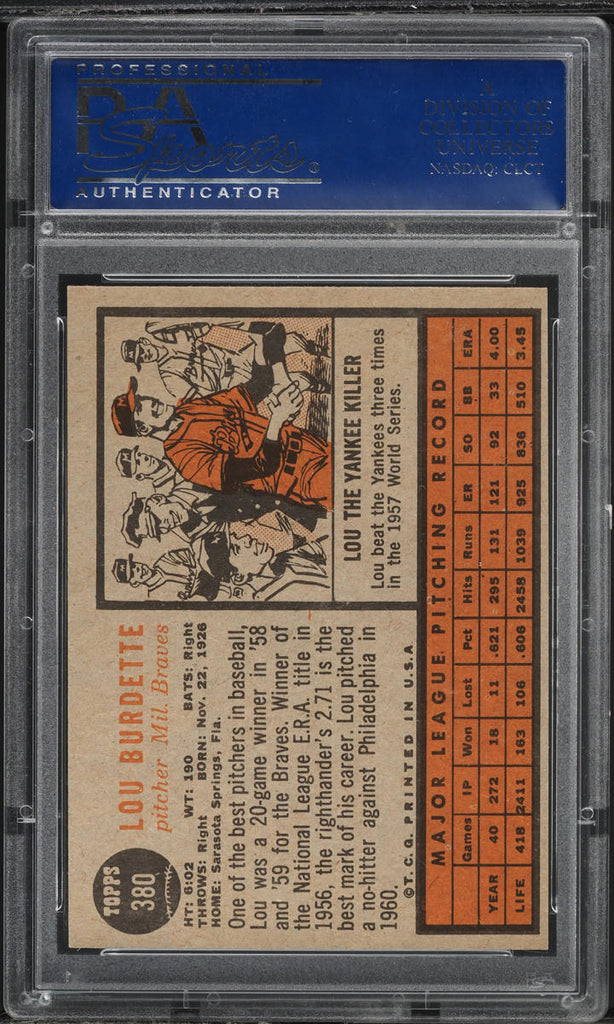 PROFESSIONAL
PSA
Sports®
AUTHENTICATOR
A
DIVISION OF
COLLECTORS
UNIVERSE
NASDAQ: CLCT
TOPPS
380
LOU BURDETTE
pitcher Mil. Braves
HT: 6:02 WT: 190 BATS: Right
THROWS: Right BORN: Nov. 22, 1926
HOME: Sarasota Springs, Fla.
One of the best pitchers in baseball,
Lou was a 20-game winner in '58
and '59 for the Braves. Winner of
the National League E.R.A. title in
1956, the righthander's 2.71 is the
best mark of his career. Lou pitched
a no-hitter against Philadelphia in
1960.
©T.C.G. PRINTED IN U.S.A.
Braves
LOU THE YANKEE KILLER
Lou beat the Yankees three times
in the 1957 World Series.
MAJOR LEAGUE PITCHING RECORD
Games IP Won Lost Pct Hits Runs ER SO BB ERA
YEAR 40 272 18 11 .621 295 131 121 92 33 4.00
LIFE 418 2411 163 106 .606 2458 1039 925 836 510 3.45